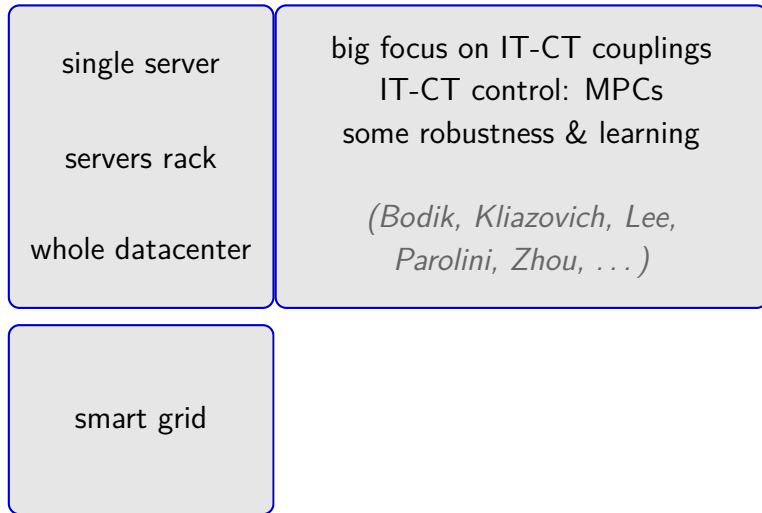 single server
servers rack
whole datacenter
big focus on IT-CT couplings
IT-CT control: MPCs
some robustness & learning
(Bodik, Kliazovich, Lee,
Parolini, Zhou, . . . )
smart grid